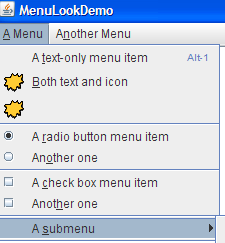 MenuLookDemo
A Menu Another Menu
A text-only menu item Alt-1
Both text and icon
A radio button menu item
Another one
A check box menu item
Another one
A submenu